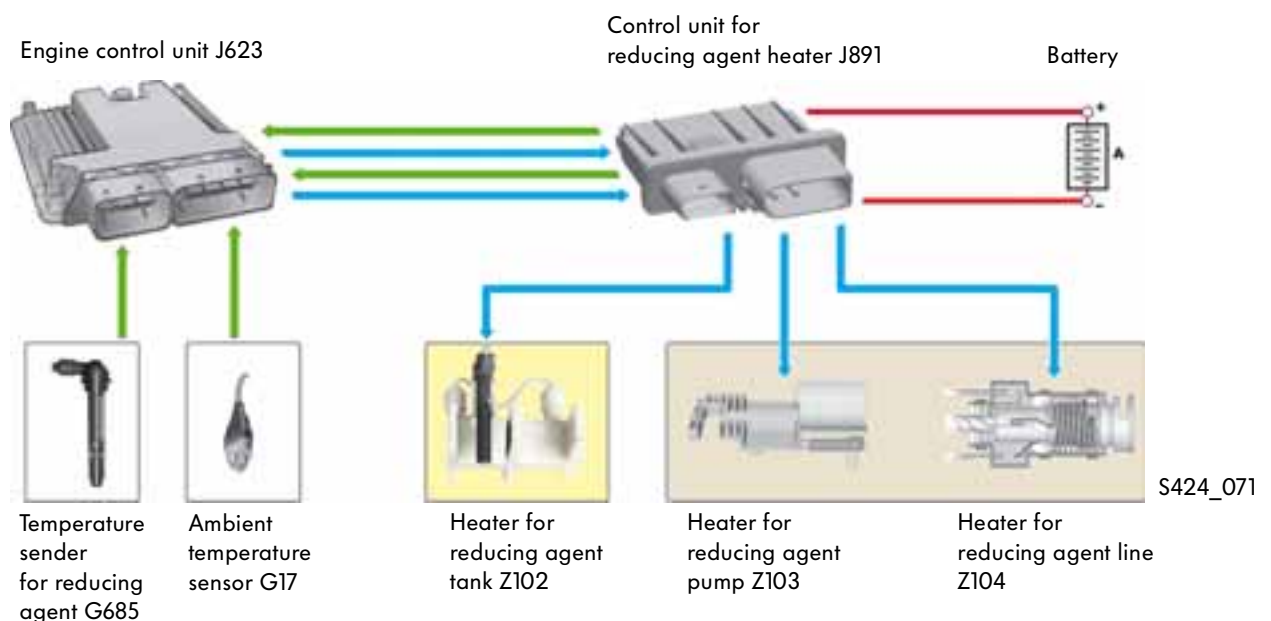 Engine control unit J623
Control unit for
reducing agent heater J891
Battery
+
A
-
Temperature
sender
for reducing
agent G685
Ambient
temperature
sensor G17
Heater for
reducing agent
tank Z102
Heater for
reducing agent
pump Z103
Heater for
reducing agent line
Z104
S424_071